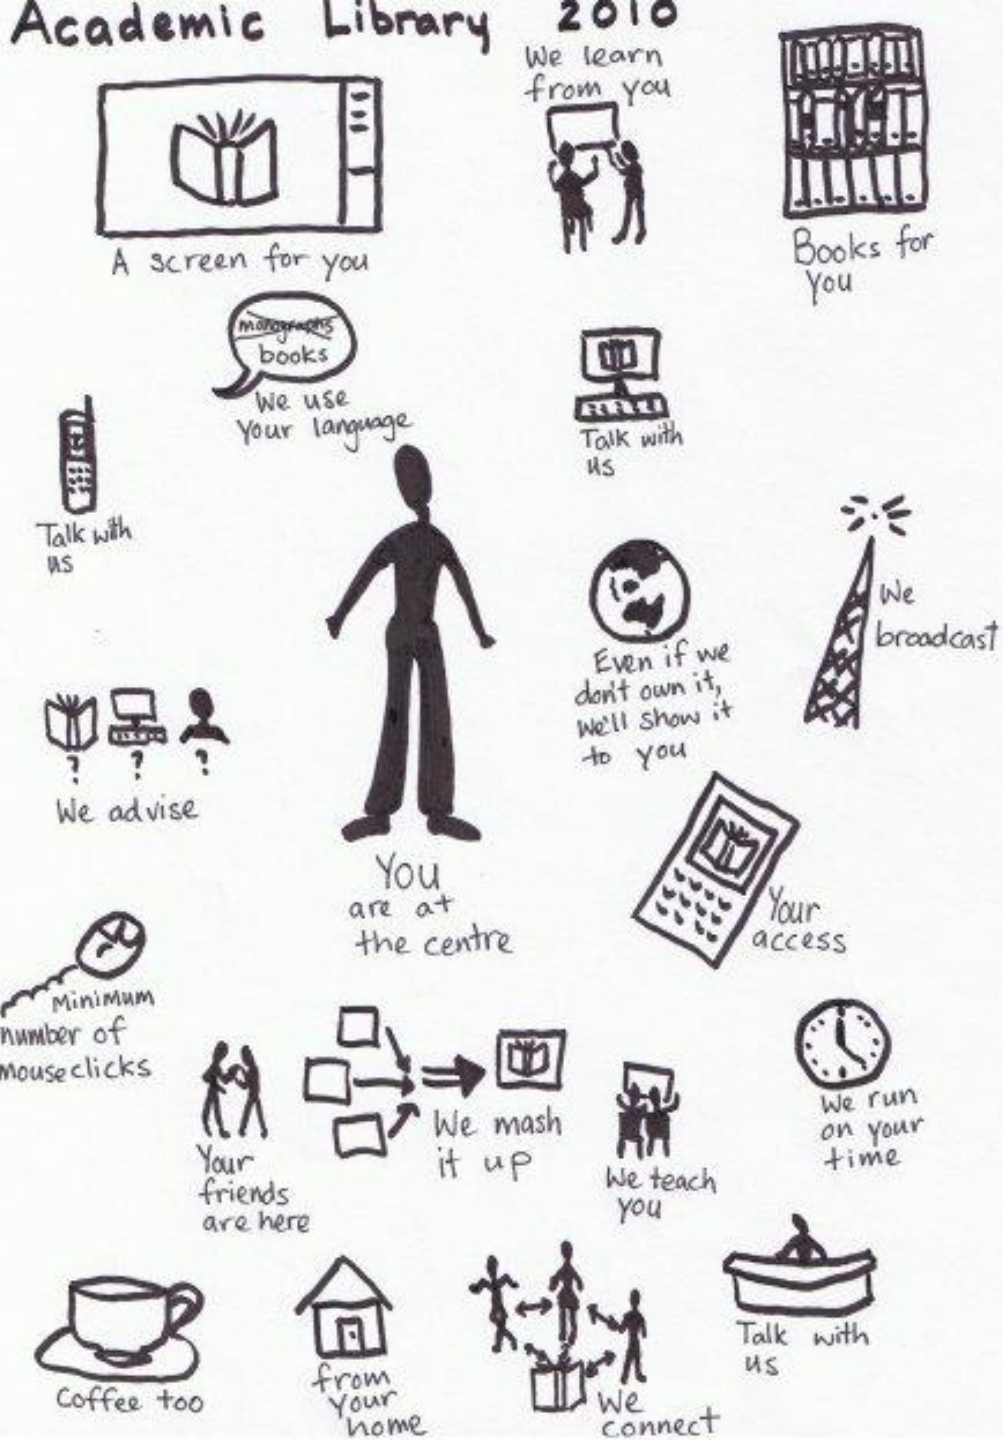 Academic Library 2010
We learn
from you
A screen for you
Books for
You
monographs
books
We use
Your language
Talk with
us
Talk with
us
We
broadcast
Even if we
don't own it,
we'll show it
to you
? ? ?
We advise
You
are at
the centre
Your
access
Minimum
number of
mouseclicks
We mash
it up
Your
friends
are here
We teach
you
We run
on your
time
Coffee too
from
Your
home
We
connect
Talk with
us